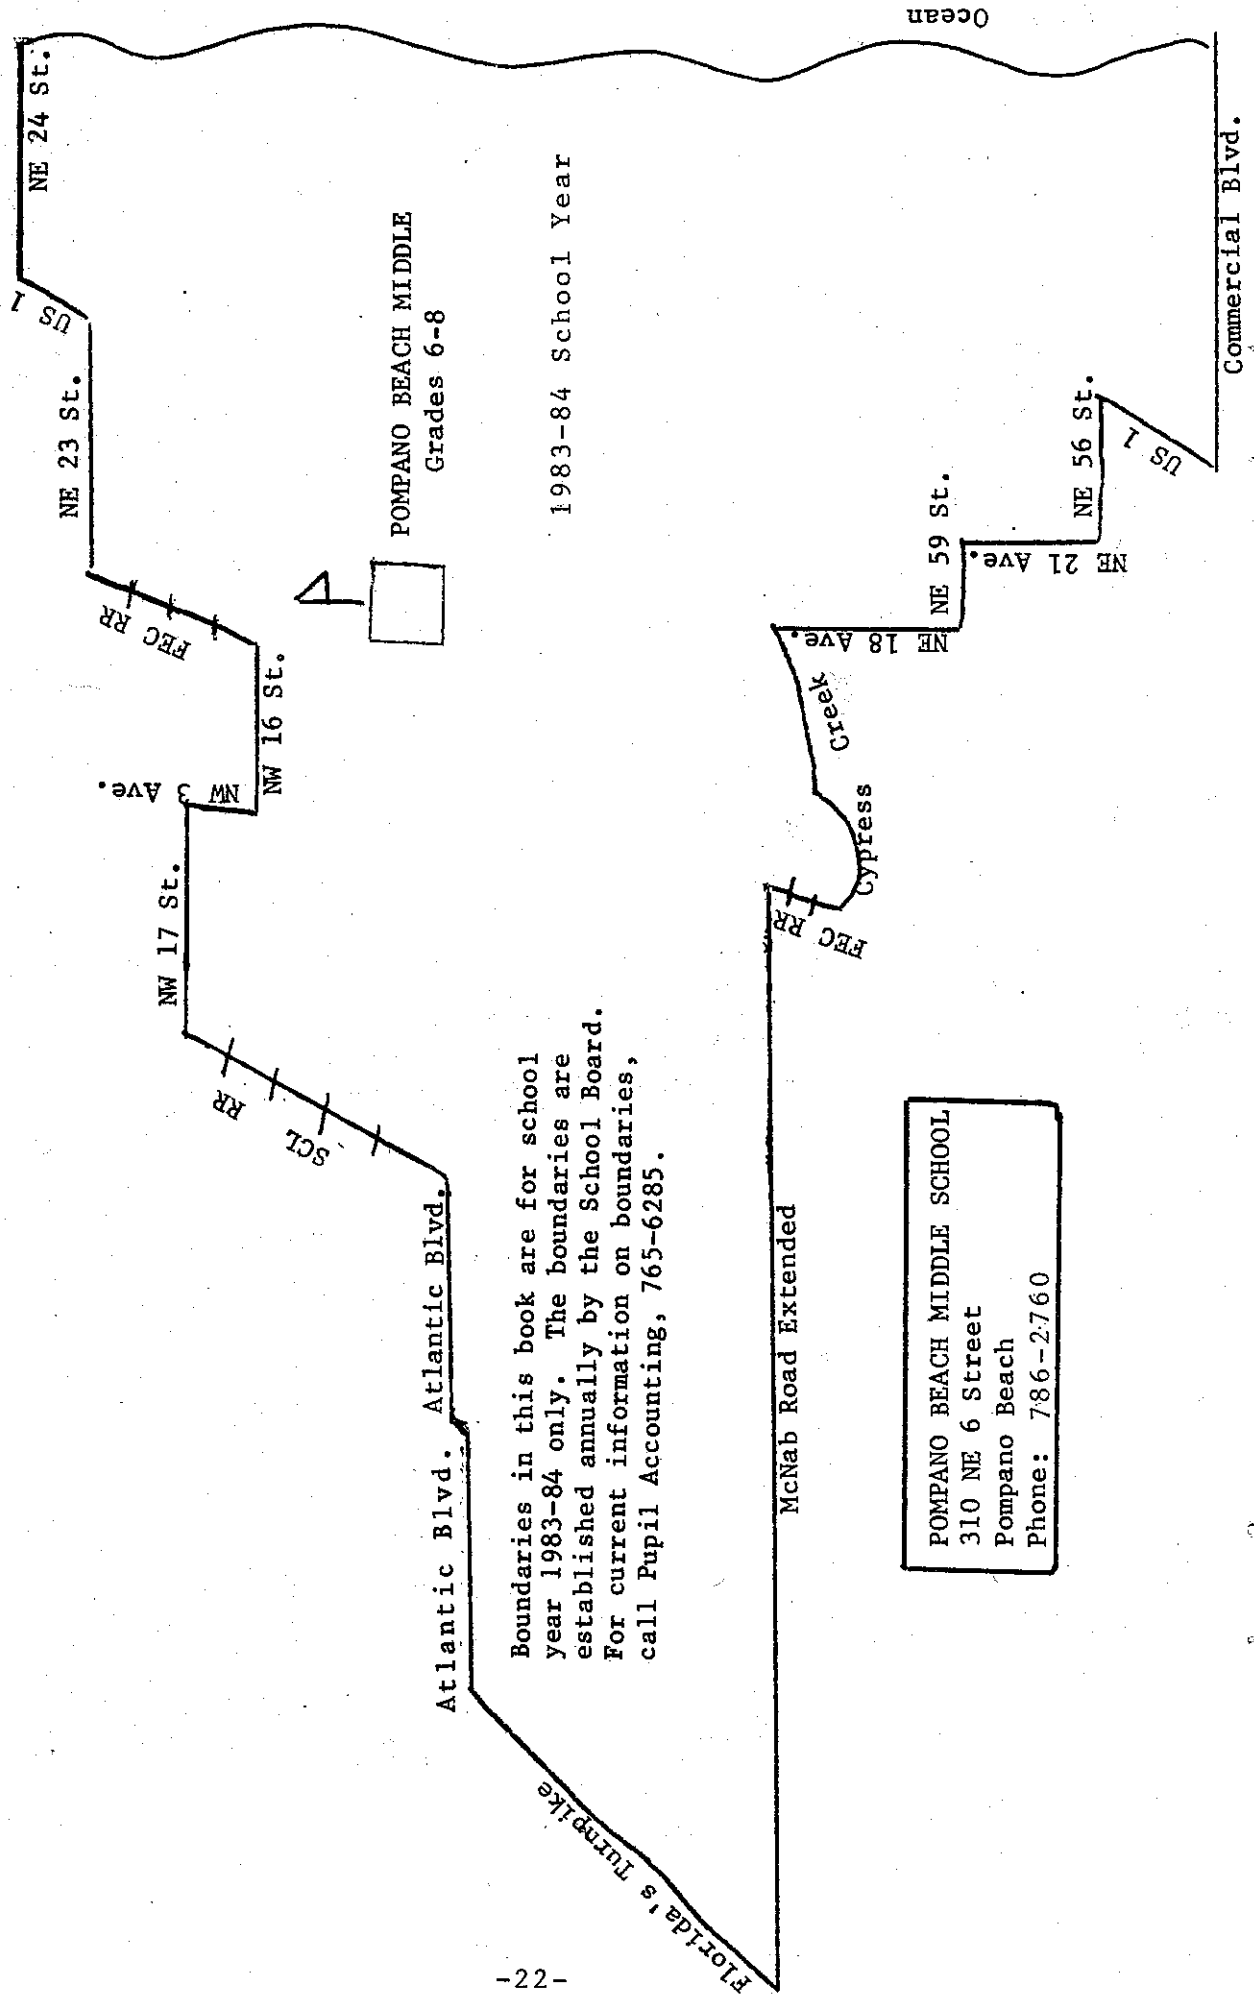 NE 24 St.
US 1
NE 23 St.
FEC RR
NW 16 St.
NW 3 Ave.
NW 17 St.
RR
SCL
Atlantic Blvd.
Atlantic Blvd.
Florida's Turnpike
McNab Road Extended
FEC RR
Cypress
Creek
NE 18 Ave.
NE 59 St.
NE 21 Ave.
NE 56 St.
US 1
Commercial Blvd.
Ocean
POMPANO BEACH MIDDLE
Grades 6-8
1983-84 School Year
Boundaries in this book are for school
year 1983-84 only. The boundaries are
established annually by the School Board.
For current information on boundaries,
call Pupil Accounting, 765-6285.
POMPANO BEACH MIDDLE SCHOOL
310 NE 6 Street
Pompano Beach
Phone: 786-2760
-22-